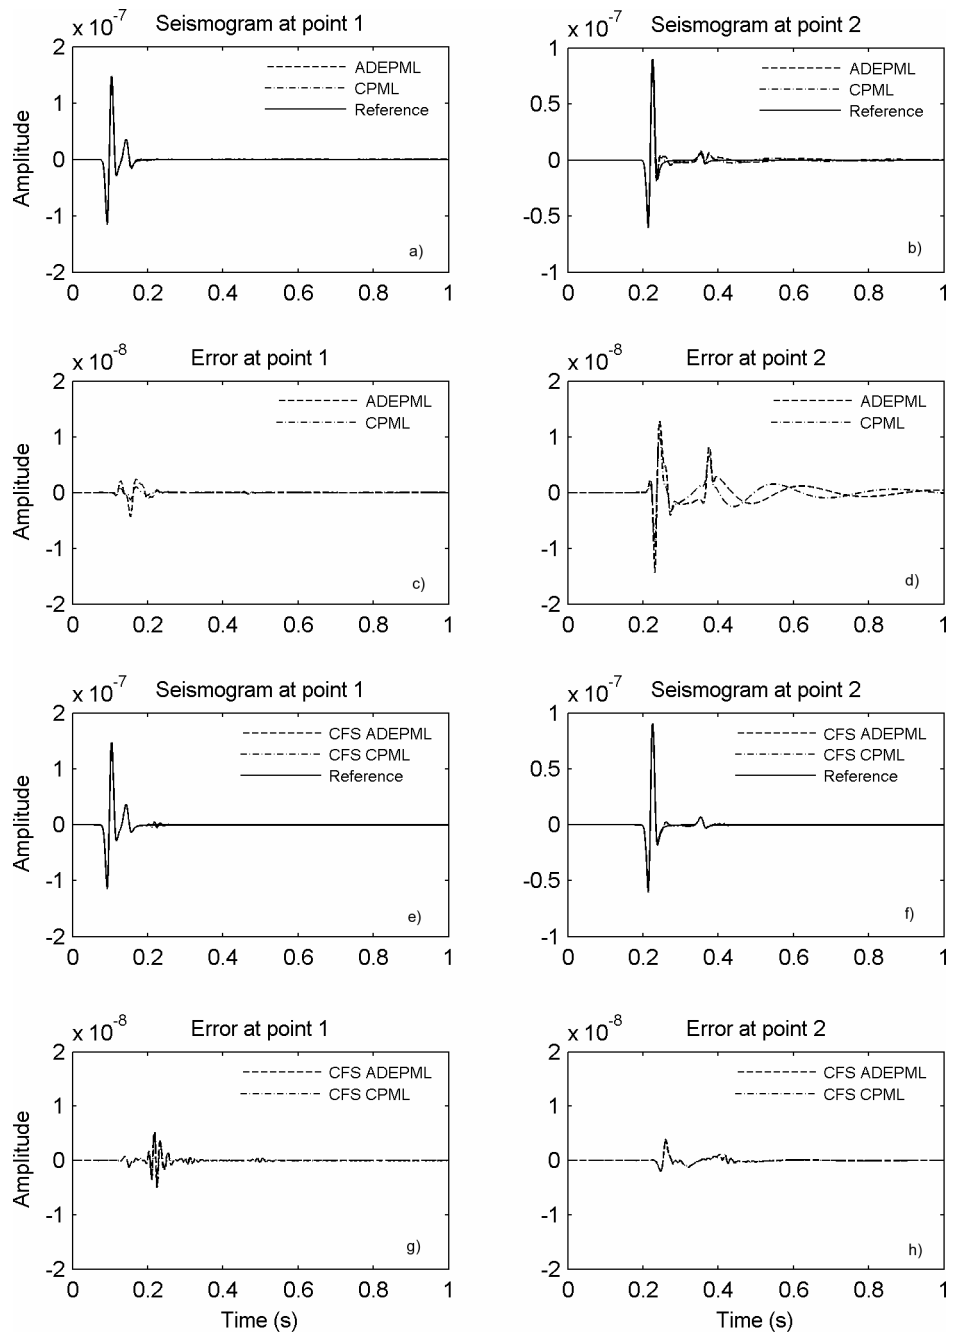 x 10-7 Seismogram at point 1
2
ADEPML
CPML
1
Reference
Amplitude
0
-1
a)
-2
0 0.2 0.4 0.6 0.8 1
x 10-7 Seismogram at point 2
1
ADEPML
CPML
0.5
Reference
0
-0.5
b)
-1
0 0.2 0.4 0.6 0.8 1
x 10-8 Error at point 1
2
ADEPML
CPML
1
Amplitude
0
-1
c)
-2
0 0.2 0.4 0.6 0.8 1
x 10-8 Error at point 2
2
ADEPML
CPML
1
0
-1
d)
-2
0 0.2 0.4 0.6 0.8 1
x 10-7 Seismogram at point 1
2
CFS ADEPML
CFS CPML
1
Reference
Amplitude
0
-1
e)
-2
0 0.2 0.4 0.6 0.8 1
x 10-7 Seismogram at point 2
1
CFS ADEPML
CFS CPML
0.5
Reference
0
-0.5
f)
-1
0 0.2 0.4 0.6 0.8 1
x 10-8 Error at point 1
2
CFS ADEPML
CFS CPML
1
Amplitude
0
-1
g)
-2
0 0.2 0.4 0.6 0.8 1
Time (s)
x 10-8 Error at point 2
2
CFS ADEPML
CFS CPML
1
0
-1
h)
-2
0 0.2 0.4 0.6 0.8 1
Time (s)